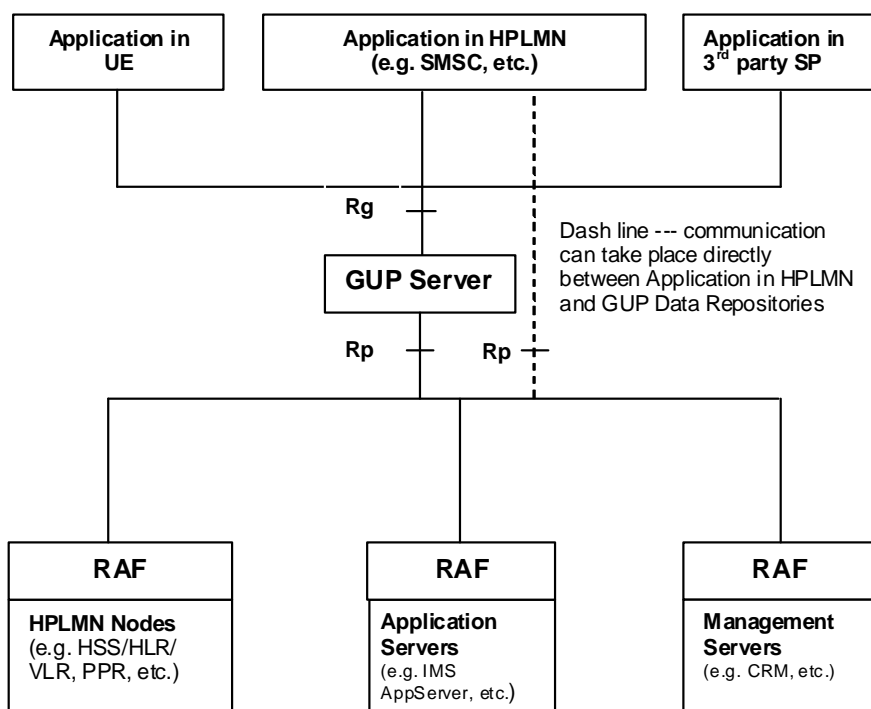 Application in
UE
Application in HPLMN
(e.g. SMSC, etc.)
Application in
3rd party SP
Rg
Dash line --- communication
can take place directly
between Application in HPLMN
and GUP Data Repositories
GUP Server
Rp
Rp
RAF
HPLMN Nodes
(e.g. HSS/HLR/
VLR, PPR, etc.)
RAF
Application
Servers
(e.g. IMS
AppServer, etc.)
RAF
Management
Servers
(e.g. CRM, etc.)